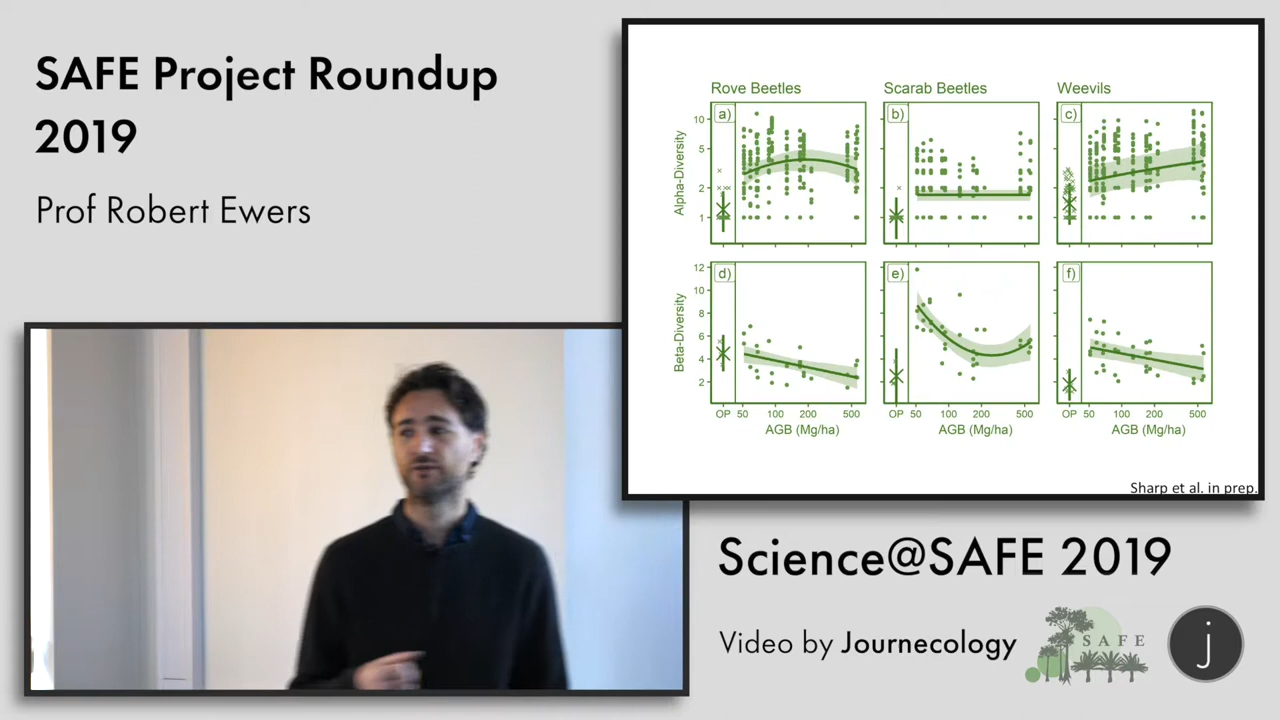 SAFE Project Roundup
2019
Prof Robert Ewers
Rove Beetles
Scarab Beetles
Weevils
a)
b)
c)
Alpha-Diversity
10
5
2
1
d)
e)
f)
Beta-Diversity
12
10
8
6
4
2
OP 50 100 200 500
OP 50 100 200 500
OP 50 100 200 500
AGB (Mg/ha)
AGB (Mg/ha)
AGB (Mg/ha)
Sharp et al. in prep.
Science@SAFE 2019
Video by Journecology
SAFE
j